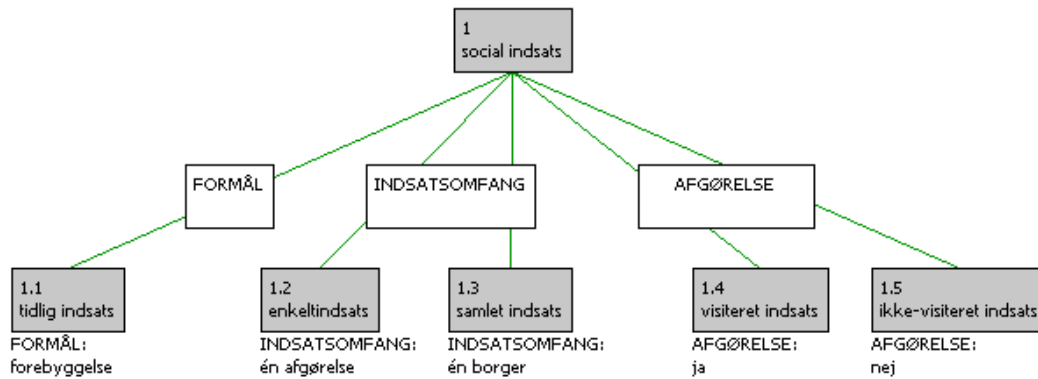 1
social indsats
FORMÅL
INDSATSOMFANG
AFGØRELSE
1.1
tidlig indsats
FORMÅL:
forebyggelse
1.2
enkeltindsats
INDSATSOMFANG:
én afgørelse
1.3
samlet indsats
INDSATSOMFANG:
én borger
1.4
visiteret indsats
AFGØRELSE:
ja
1.5
ikke-visiteret indsats
AFGØRELSE:
nej